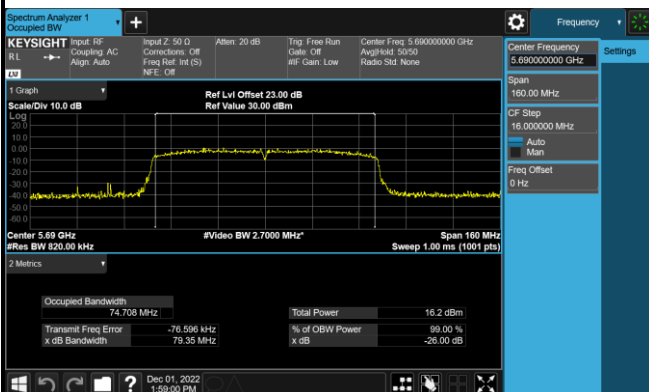 Spectrum Analyzer 1
Occupied BW
Frequency
KEYSIGHT
RL
LXI
Input: RF
Coupling: AC
Align: Auto
Input Z: 50 Ω
Corrections: Off
Freq Ref: Int (S)
NFE: Off
Atten: 20 dB
Trig: Free Run
Gate: Off
#IF Gain: Low
Center Freq: 5.690000000 GHz
Avg|Hold: 50/50
Radio Std: None
Center Frequency
5.690000000 GHz
Settings
Span
160.00 MHz
CF Step
16.000000 MHz
Auto
Man
Freq Offset
0 Hz
1 Graph
Scale/Div 10.0 dB
Ref Lvl Offset 23.00 dB
Ref Value 30.00 dBm
Log
20.0
10.0
0.00
-10.0
-20.0
-30.0
-40.0
-50.0
-60.0
Center 5.69 GHz
#Res BW 820.00 kHz
#Video BW 2.7000 MHz*
Span 160 MHz
Sweep 1.00 ms (1001 pts)
2 Metrics
Occupied Bandwidth
74.708 MHz
Total Power 16.2 dBm
Transmit Freq Error -76.596 kHz
% of OBW Power 99.00 %
x dB Bandwidth 79.35 MHz
x dB -26.00 dB
?
Dec 01, 2022
1:59:00 PM